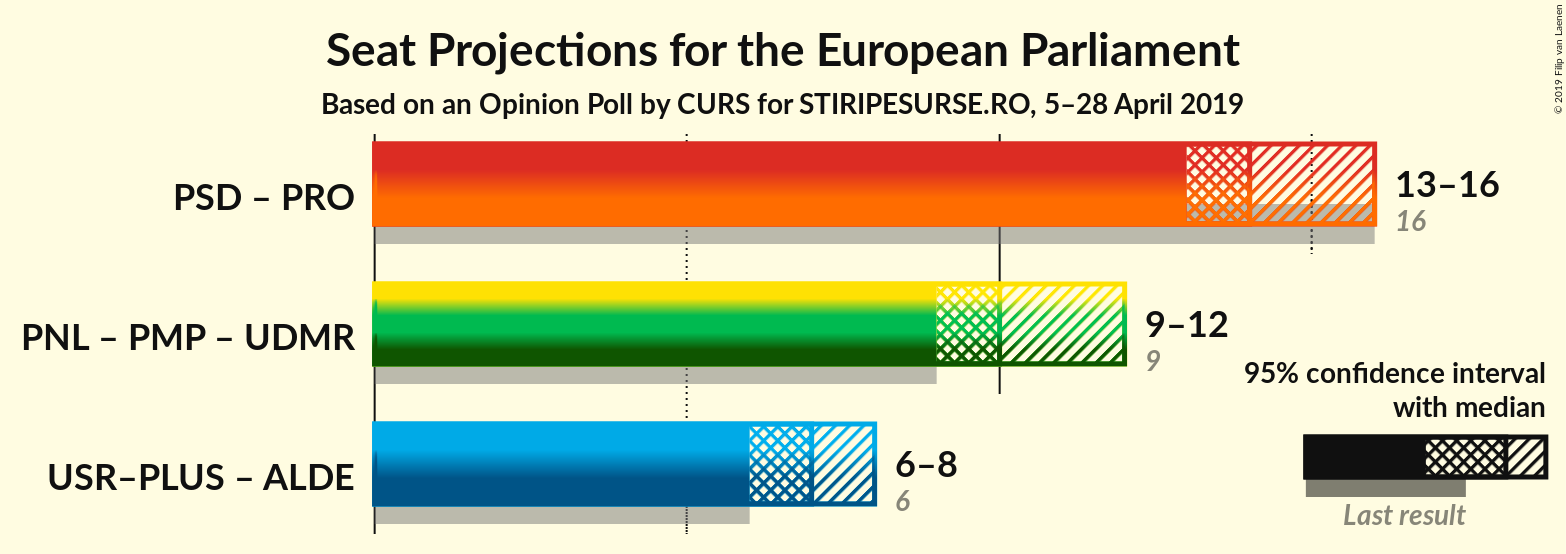 Seat Projections for the European Parliament
Based on an Opinion Poll by CURS for STIRIPESURSE.RO, 5–28 April 2019
© 2019 Filip van Laenen
PSD – PRO
13–16
16
PNL – PMP – UDMR
9–12
9
95% confidence interval
with median
USR–PLUS – ALDE
6–8
6
Last result